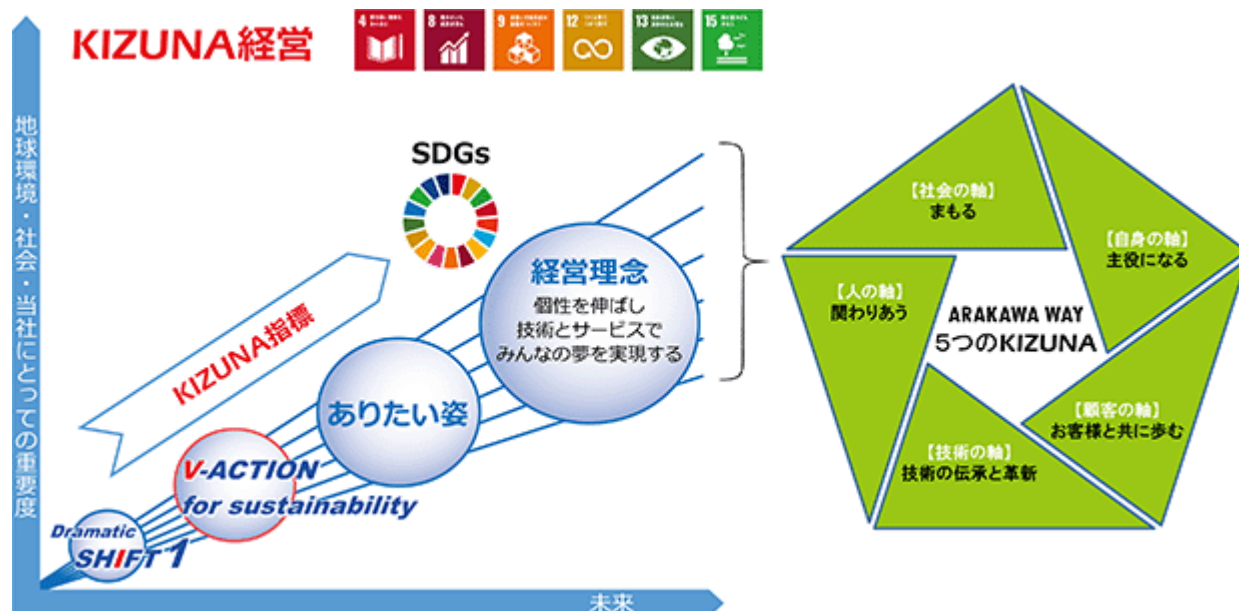 KIZUNA経営
4
8
9
12
13
15
地球環境・社会・当社にとっての重要度
SDGs
KIZUNA指標
経営理念
個性を伸ばし
技術とサービスで
みんなの夢を実現する
ありたい姿
V-ACTION
for sustainability
Dramatic
SHIFT 1
未来
【社会の軸】
まもる
【自身の軸】
主役になる
【人の軸】
関わりあう
ARAKAWA WAY
5つのKIZUNA
【顧客の軸】
お客様と共に歩む
【技術の軸】
技術の伝承と革新